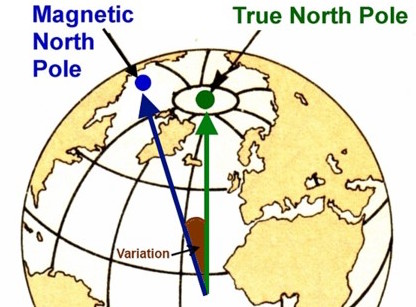 Magnetic
North
Pole
True North Pole
Variation